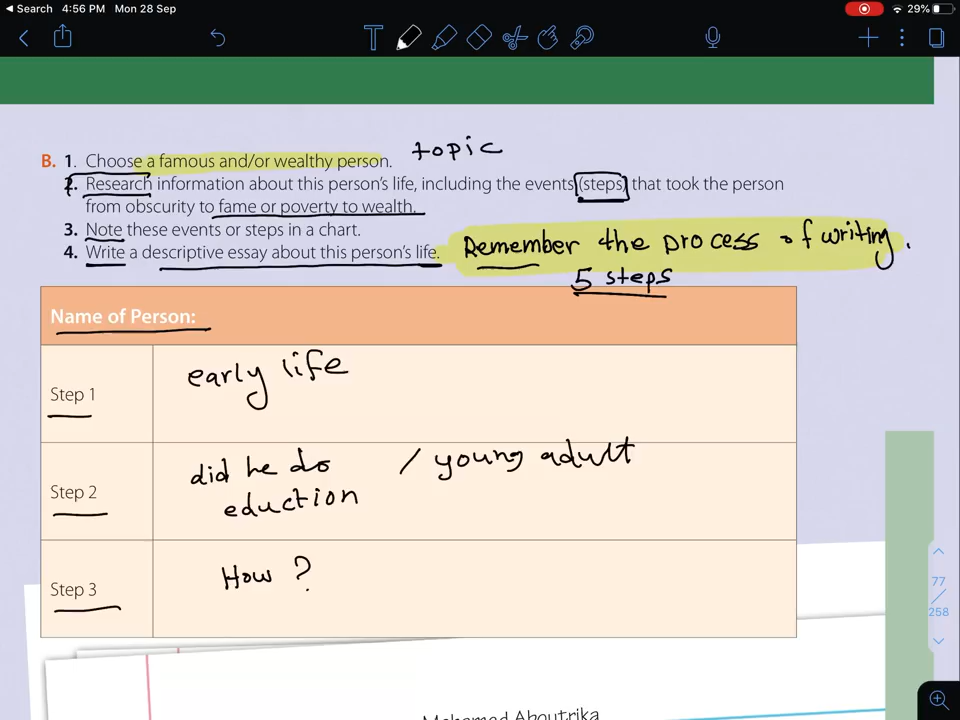 Search 4:56 PM Mon 28 Sep
29%
B. 1. Choose a famous and/or wealthy person. topic
2. Research information about this person's life, including the events (steps) that took the person
from obscurity to fame or poverty to wealth.
3. Note these events or steps in a chart.
4. Write a descriptive essay about this person's life.
Remember the process of writing.
5 steps
Name of Person:
Step 1
early life
Step 2
did he do / young adult
eduction
Step 3
How ?
77
258
Mohamed Aboutrika